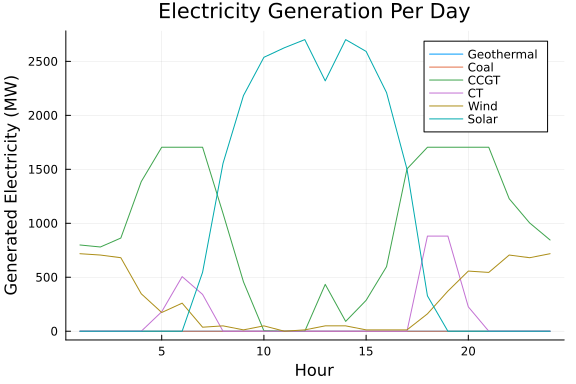 Electricity Generation Per Day
Generated Electricity (MW)
2500
2000
1500
1000
500
0
5
10
15
20
Hour
Geothermal
Coal
CCGT
CT
Wind
Solar